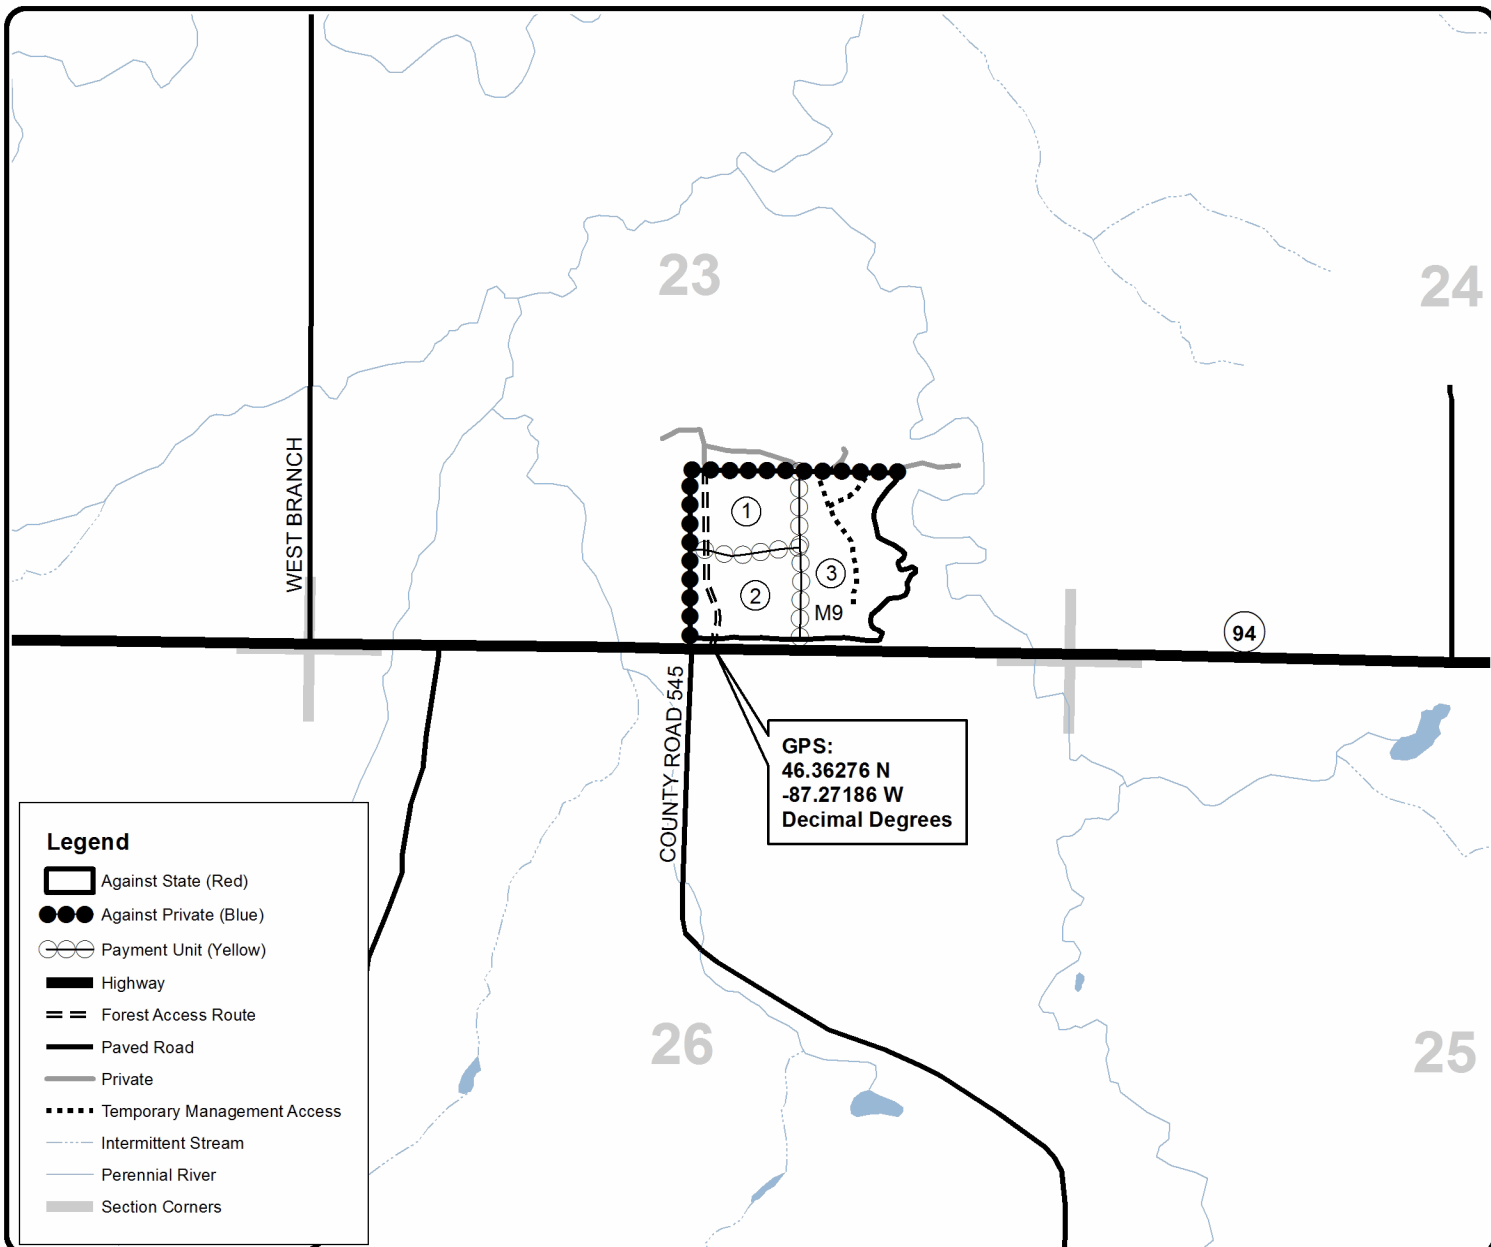 23
24
WEST BRANCH
1
3
2
M9
94
COUNTY ROAD 545
GPS:
46.36276 N
-87.27186 W
Decimal Degrees
26
25
Legend
Against State (Red)
Against Private (Blue)
Payment Unit (Yellow)
Highway
Forest Access Route
Paved Road
Private
Temporary Management Access
Intermittent Stream
Perennial River
Section Corners